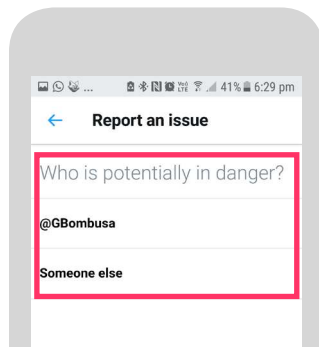 ... 41% 6:29 pm
Report an issue
Who is potentially in danger?
@GBombusa
Someone else